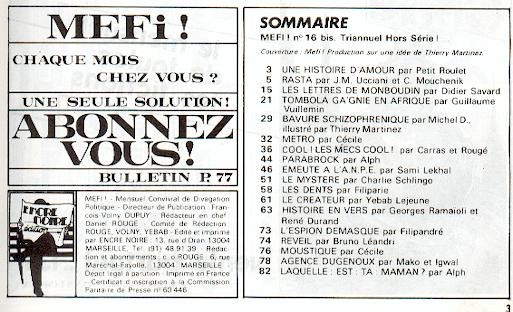 MEFi !
CHAQUE MOIS
CHEZ VOUS ?
UNE SEULE SOLUTION!
ABONNEZ
VOUS!
BULLETIN P. 77
ENCRE NOIRE
édition
MEFI ! - Mensuel Convivial de Divagation
Politique - Directeur de Publication : Fran-
cois-Volny DUPUY - Rédacteur en chef :
Daniel ROUGE - Comité de Rédaction :
ROUGE, VOLNY, YEBAB - Edité et imprimé
par ENCRE NOIRE : 13, rue d'Oran 13004
MARSEILLE, Tel. (91) 48.91.39 - Rédac-
tion et abonnements : c/o ROUGE 6, rue
Maréchal-Fayolle, 13004 MARSEILLE -
Dépot légal à parution - Imprimé en France
- Certificat d'inscription à la Commission
Paritaire de Presse n° 60.446.
SOMMAIRE
MEFI ! n° 16 bis. Triannuel Hors Série !
Couverture : Mefi ! Production sur une idée de Thierry Martinez.
3 UNE HISTOIRE D'AMOUR par Petit Roulet
5 RASTA par J.M. Ucciani et C. Mouchenik
15 LES LETTRES DE MONBOUDIN par Didier Savard
21 TOMBOLA GA'GNIE EN AFRIQUE par Guillaume
Vuillemin
29 BAVURE SCHIZOPHRENIQUE par Michel D.,
illustré par Thierry Martinez
32 METRO par Cécile
36 COOL ! LES MECS COOL ! par Carras et Rougé
44 PARABROCK par Alph
46 EMEUTE A L'A.N.P.E. par Sami Lekhal
51 LE MYSTERE par Charlie Schlingo
58 LES DENTS par Filiparie
61 LE CREATEUR par Yebab Lejeune
63 HISTOIRE EN VERS par Georges Ramaioli et
René Durand
73 L'ESPION DEMASQUE par Filipandré
74 REVEIL par Bruno Léandri
76 MOUSTIQUE par Cécile
78 AGENCE DUGENOUX par Mako et Igwal
82 LAQUELLE : EST : TA : MAMAN ? par Alph
3